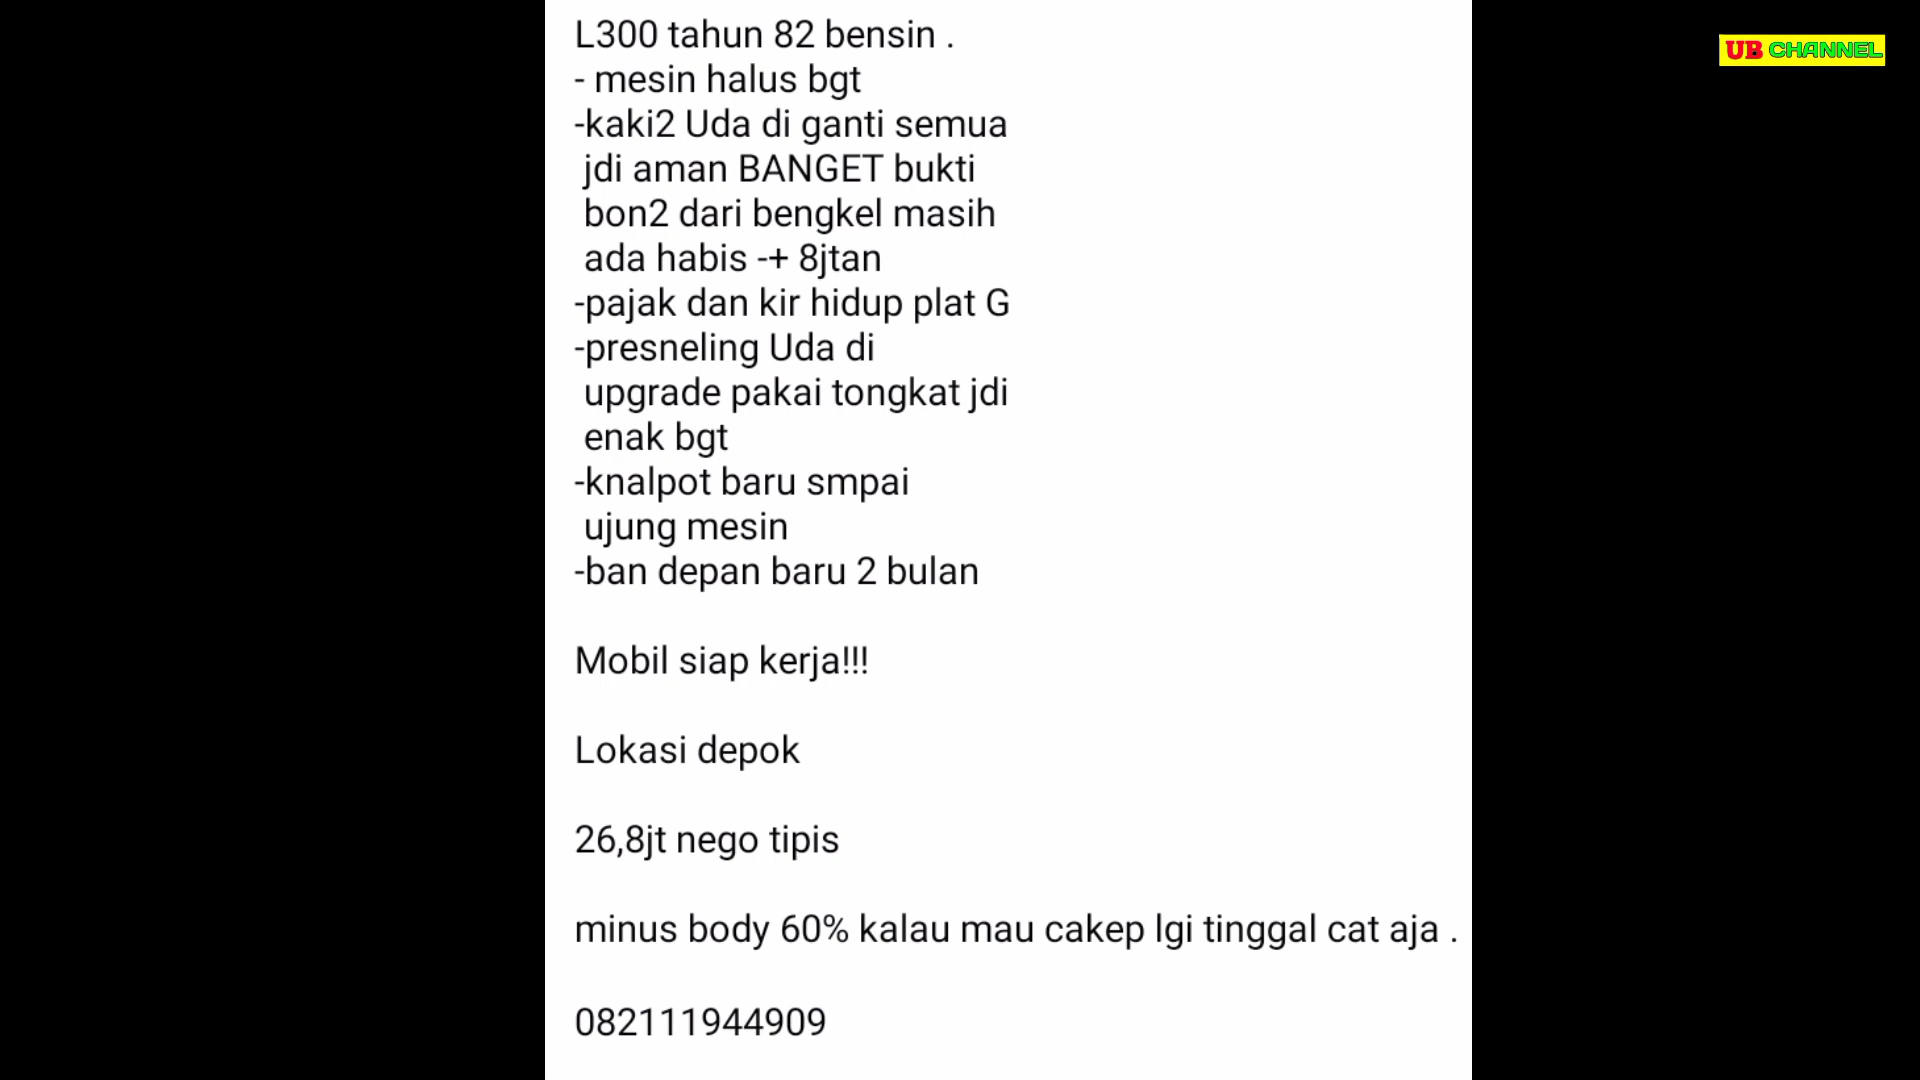 L300 tahun 82 bensin .
- mesin halus bgt
-kaki2 Uda di ganti semua
jdi aman BANGET bukti
bon2 dari bengkel masih
ada habis -+ 8jtan
-pajak dan kir hidup plat G
-presneling Uda di
upgrade pakai tongkat jdi
enak bgt
-knalpot baru smpai
ujung mesin
-ban depan baru 2 bulan
Mobil siap kerja!!!
Lokasi depok
26,8jt nego tipis
minus body 60% kalau mau cakep lgi tinggal cat aja .
082111944909
UB CHANNEL